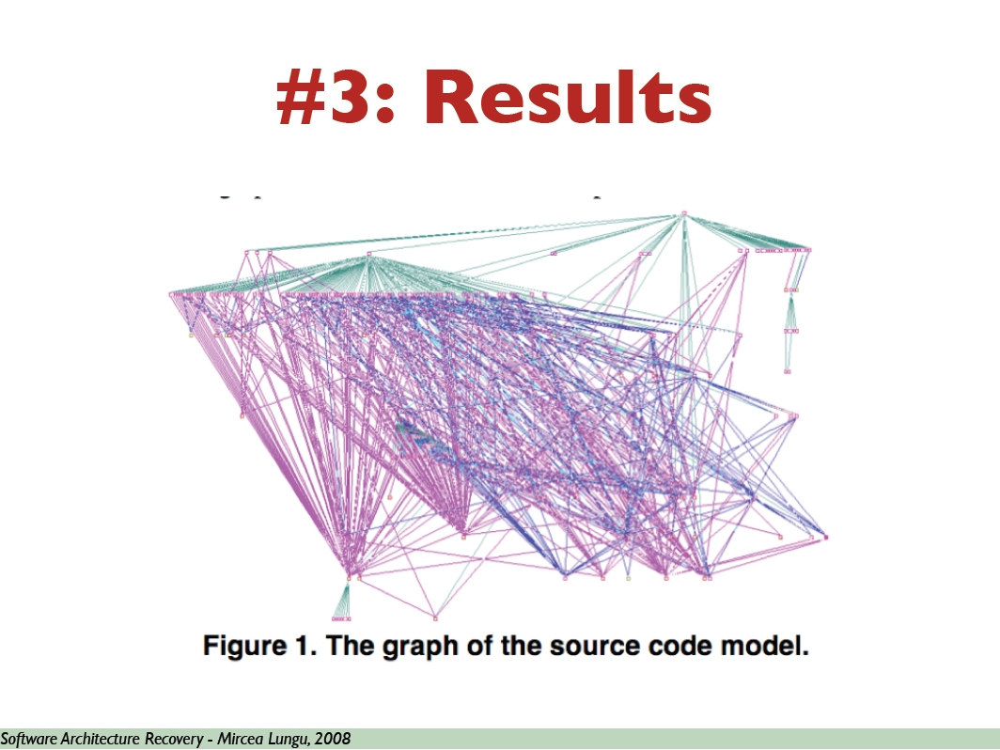 #3: Results
Figure 1. The graph of the source code model.
Software Architecture Recovery - Mircea Lungu, 2008